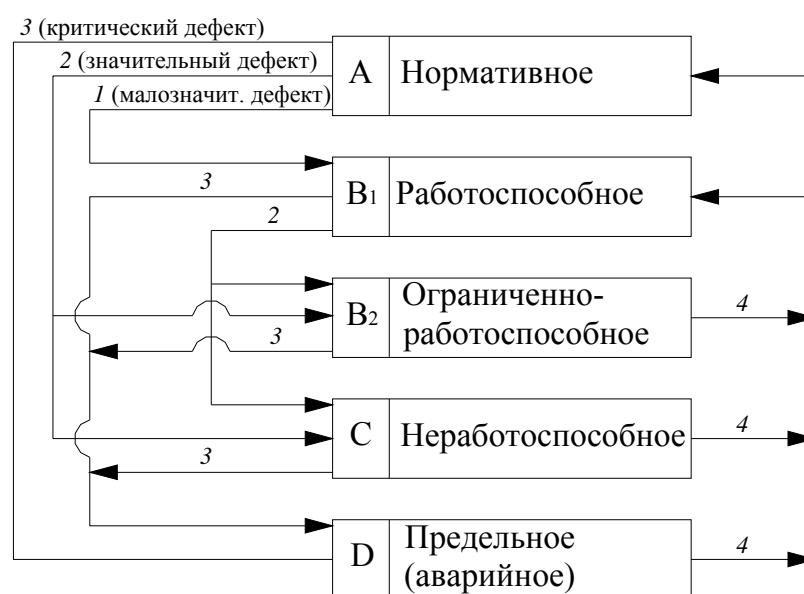 3 (критический дефект)
2 (значительный дефект)
1 (малозначит. дефект)
A Нормативное
3
B1 Работоспособное
2
B2 Ограниченно-
работоспособное
4
3
C Неработоспособное
4
3
D Предельное
(аварийное)
4